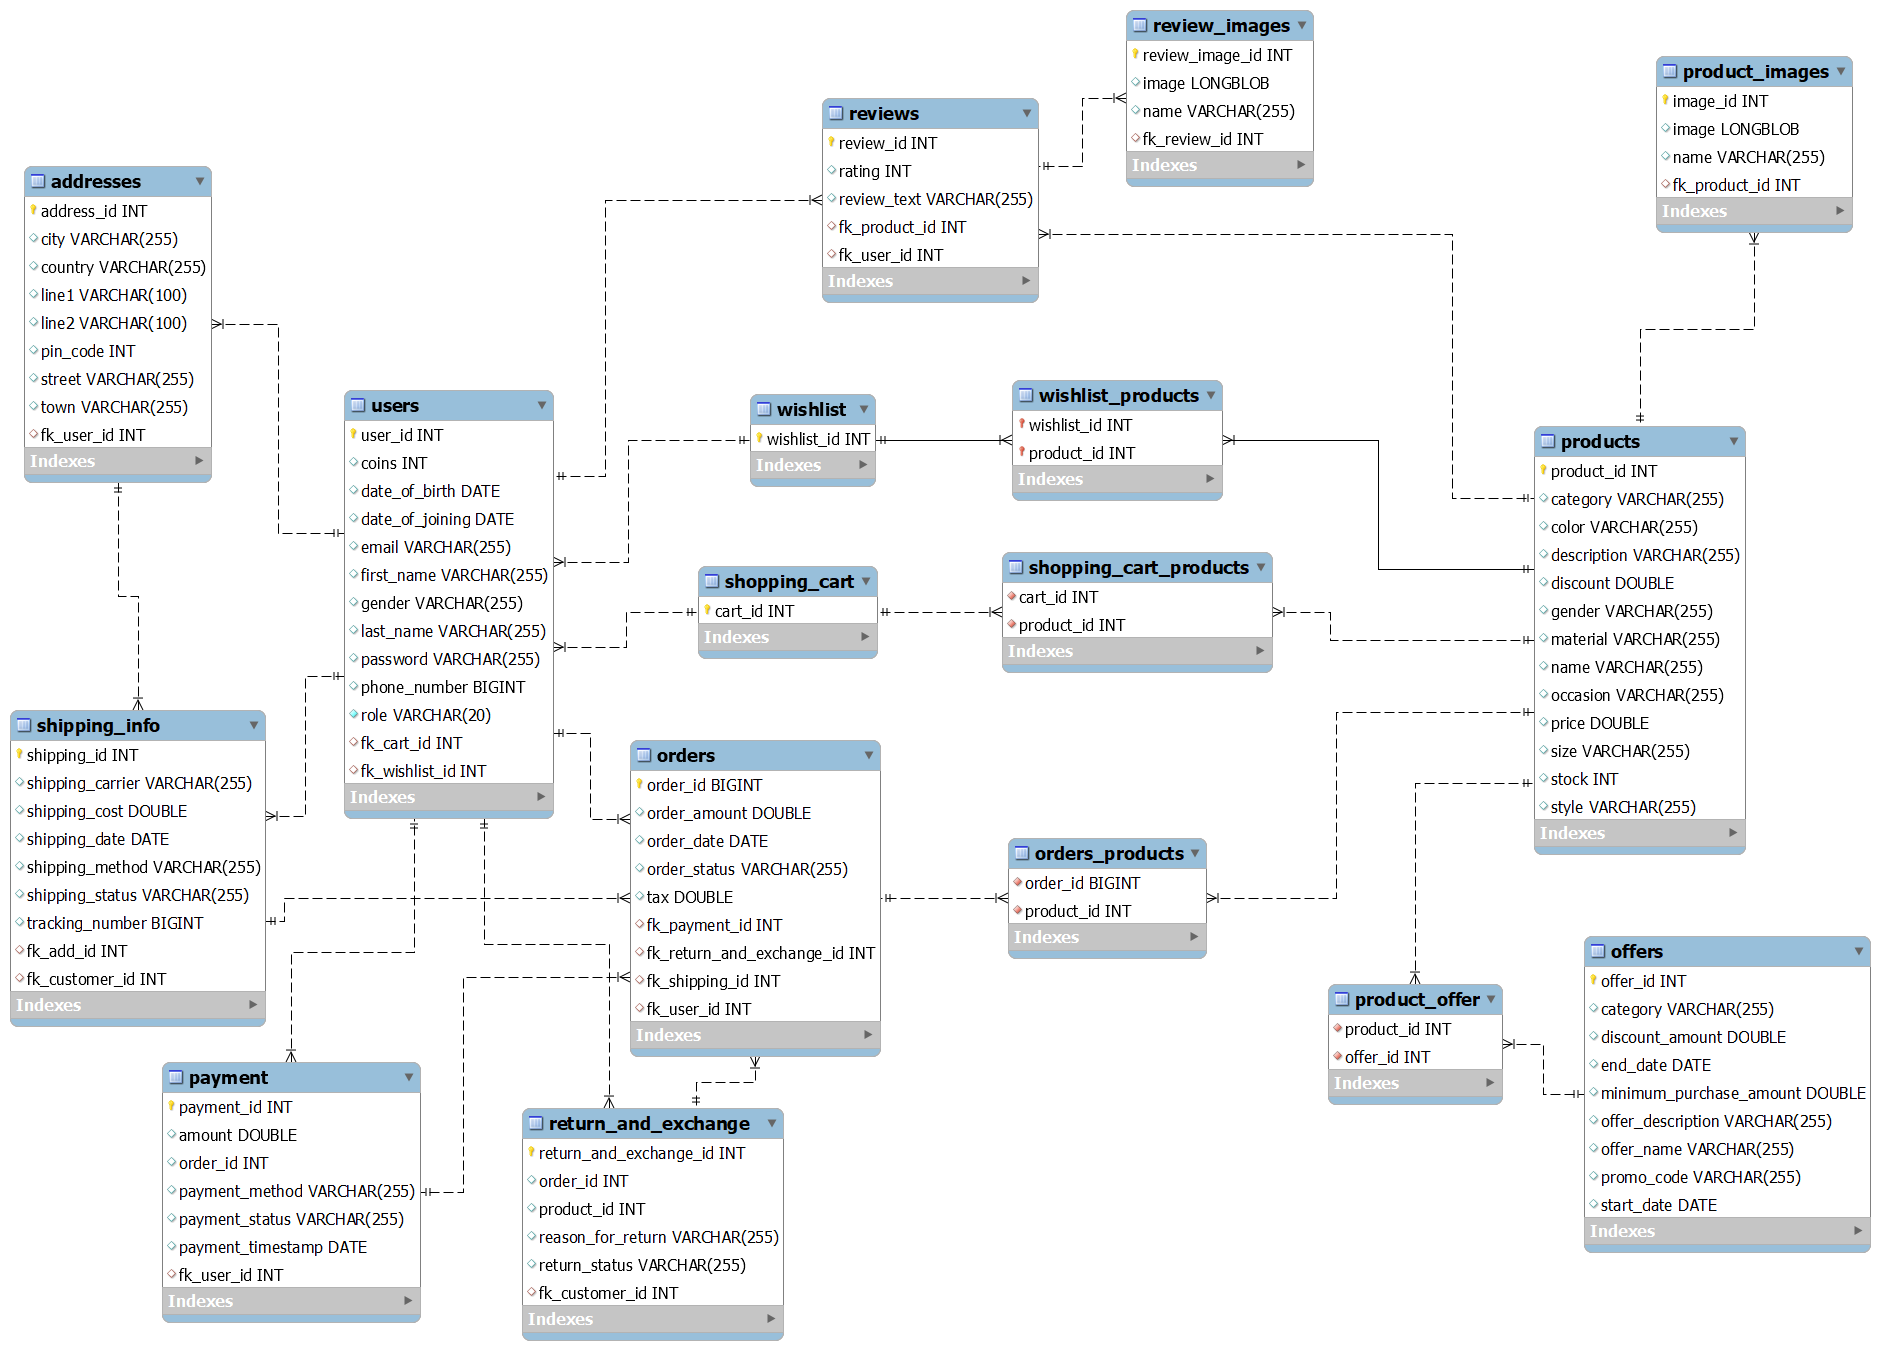 review_images
review_image_id INT
image LONGBLOB
name VARCHAR(255)
fk_review_id INT
Indexes
product_images
image_id INT
image LONGBLOB
name VARCHAR(255)
fk_product_id INT
Indexes
reviews
review_id INT
rating INT
review_text VARCHAR(255)
fk_product_id INT
fk_user_id INT
Indexes
addresses
address_id INT
city VARCHAR(255)
country VARCHAR(255)
line1 VARCHAR(100)
line2 VARCHAR(100)
pin_code INT
street VARCHAR(255)
town VARCHAR(255)
fk_user_id INT
Indexes
users
user_id INT
coins INT
date_of_birth DATE
date_of_joining DATE
email VARCHAR(255)
first_name VARCHAR(255)
gender VARCHAR(255)
last_name VARCHAR(255)
password VARCHAR(255)
phone_number BIGINT
role VARCHAR(20)
fk_cart_id INT
fk_wishlist_id INT
Indexes
wishlist
wishlist_id INT
Indexes
wishlist_products
wishlist_id INT
product_id INT
Indexes
products
product_id INT
category VARCHAR(255)
color VARCHAR(255)
description VARCHAR(255)
discount DOUBLE
gender VARCHAR(255)
material VARCHAR(255)
name VARCHAR(255)
occasion VARCHAR(255)
price DOUBLE
size VARCHAR(255)
stock INT
style VARCHAR(255)
Indexes
shopping_cart
cart_id INT
Indexes
shopping_cart_products
cart_id INT
product_id INT
Indexes
shipping_info
shipping_id INT
shipping_carrier VARCHAR(255)
shipping_cost DOUBLE
shipping_date DATE
shipping_method VARCHAR(255)
shipping_status VARCHAR(255)
tracking_number BIGINT
fk_add_id INT
fk_customer_id INT
Indexes
orders
order_id BIGINT
order_amount DOUBLE
order_date DATE
order_status VARCHAR(255)
tax DOUBLE
fk_payment_id INT
fk_return_and_exchange_id INT
fk_shipping_id INT
fk_user_id INT
Indexes
orders_products
order_id BIGINT
product_id INT
Indexes
offers
offer_id INT
category VARCHAR(255)
discount_amount DOUBLE
end_date DATE
minimum_purchase_amount DOUBLE
offer_description VARCHAR(255)
offer_name VARCHAR(255)
promo_code VARCHAR(255)
start_date DATE
Indexes
product_offer
product_id INT
offer_id INT
Indexes
payment
payment_id INT
amount DOUBLE
order_id INT
payment_method VARCHAR(255)
payment_status VARCHAR(255)
payment_timestamp DATE
fk_user_id INT
Indexes
return_and_exchange
return_and_exchange_id INT
order_id INT
product_id INT
reason_for_return VARCHAR(255)
return_status VARCHAR(255)
fk_customer_id INT
Indexes